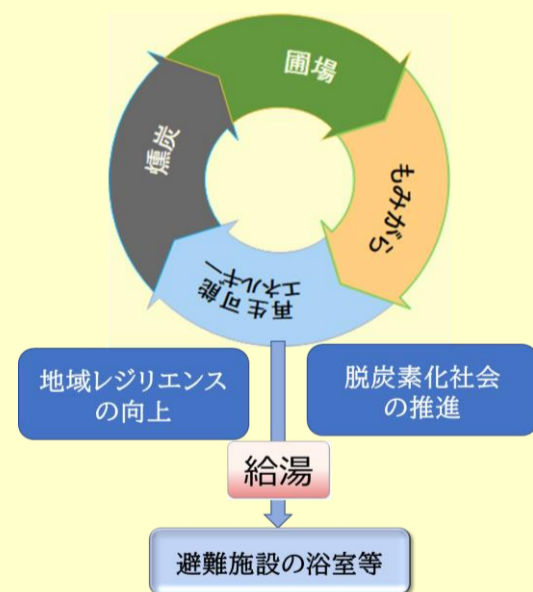 圃場
もみがら
再生可能
エネルギー
燻炭
地域レジリエンス
の向上
脱炭素化社会
の推進
給湯
避難施設の浴室等